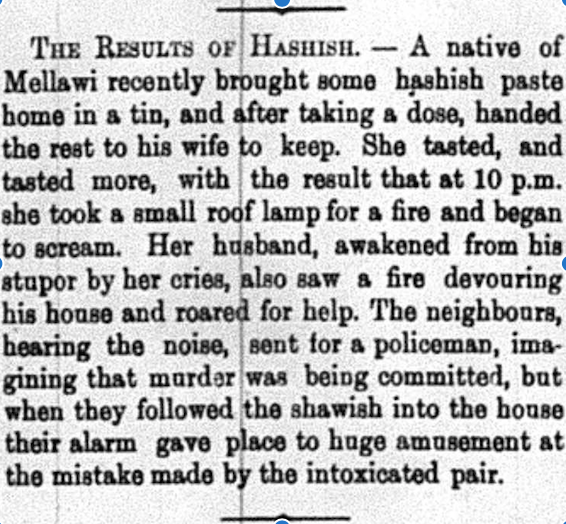 THE RESULTS OF HASHISH. — A native of
Mellawi recently brought some hashish paste
home in a tin, and after taking a dose, handed
the rest to his wife to keep. She tasted, and
tasted more, with the result that at 10 p.m.
she took a small roof lamp for a fire and began
to scream. Her husband, awakened from his
stupor by her cries, also saw a fire devouring
his house and roared for help. The neighbours,
hearing the noise, sent for a policeman, ima-
gining that murder was being committed, but
when they followed the shawish into the house
their alarm gave place to huge amusement at
the mistake made by the intoxicated pair.